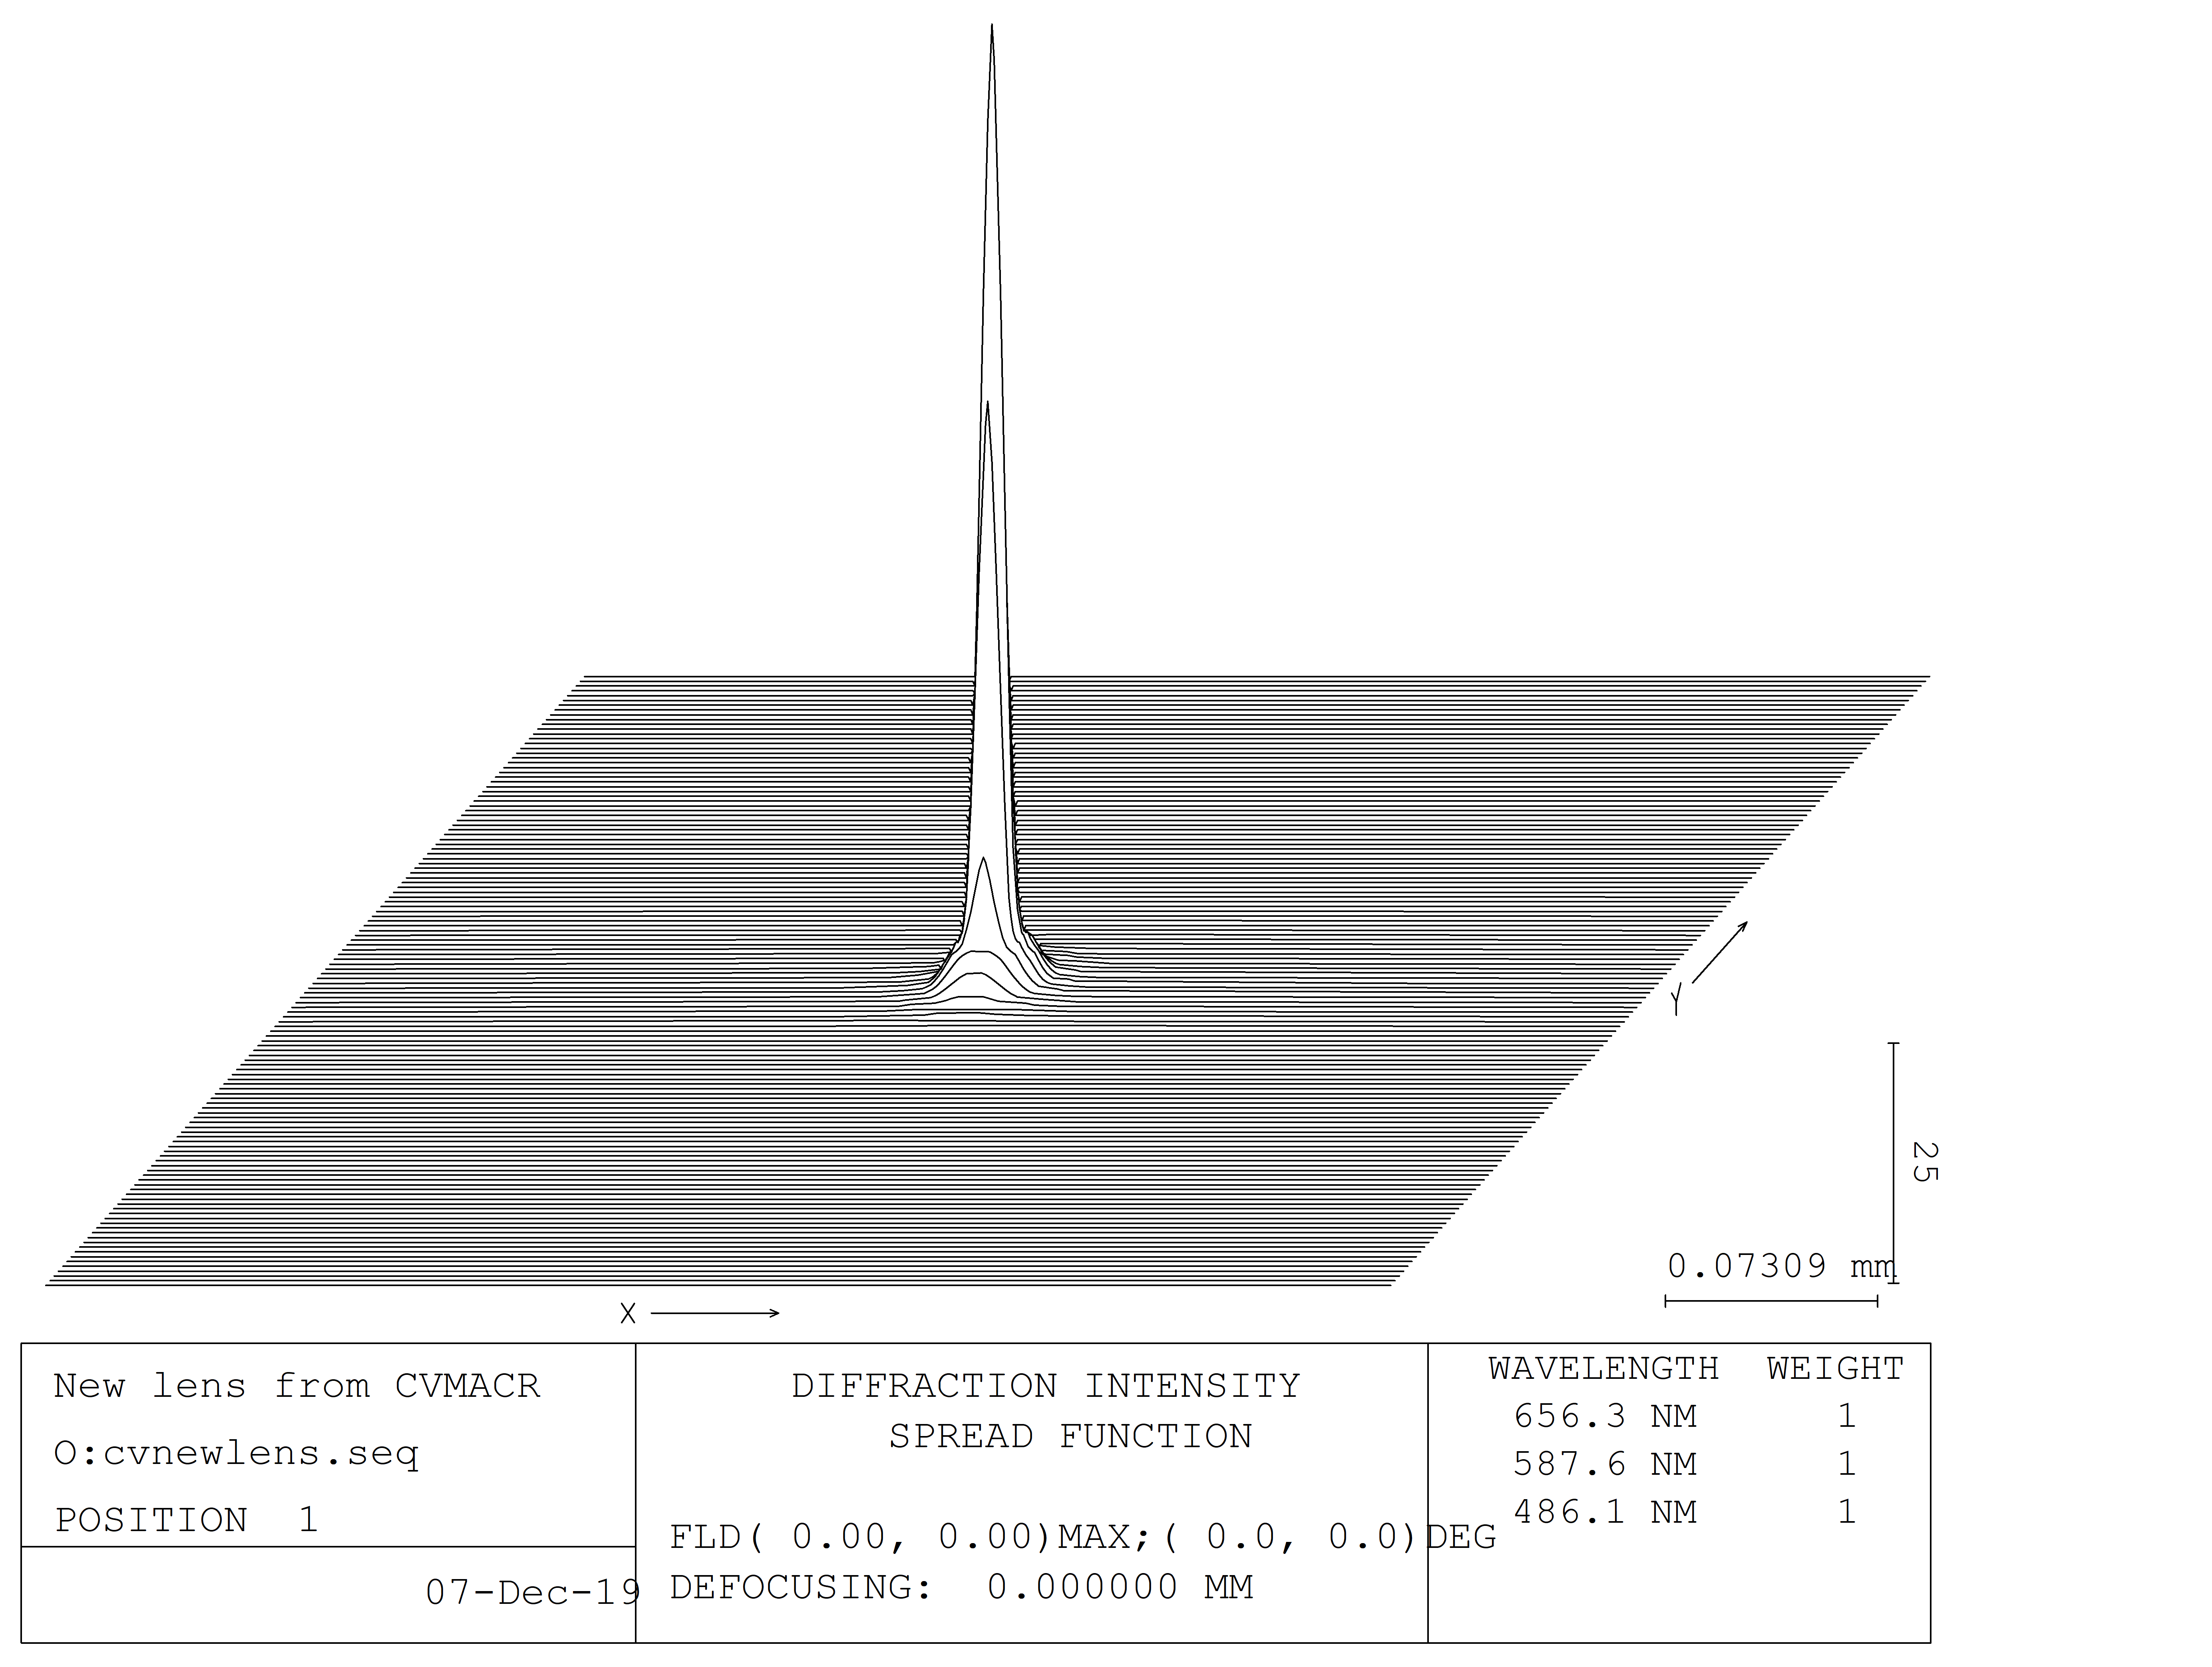 Y
25
0.07309 mm
X
New lens from CVMACR
O:cvnewlens.seq
POSITION  1
07-Dec-19
DIFFRACTION INTENSITY
SPREAD FUNCTION
FLD( 0.00, 0.00)MAX;( 0.0, 0.0)DEG
DEFOCUSING:  0.000000 MM
WAVELENGTH  WEIGHT
656.3 NM  1
587.6 NM  1
486.1 NM  1